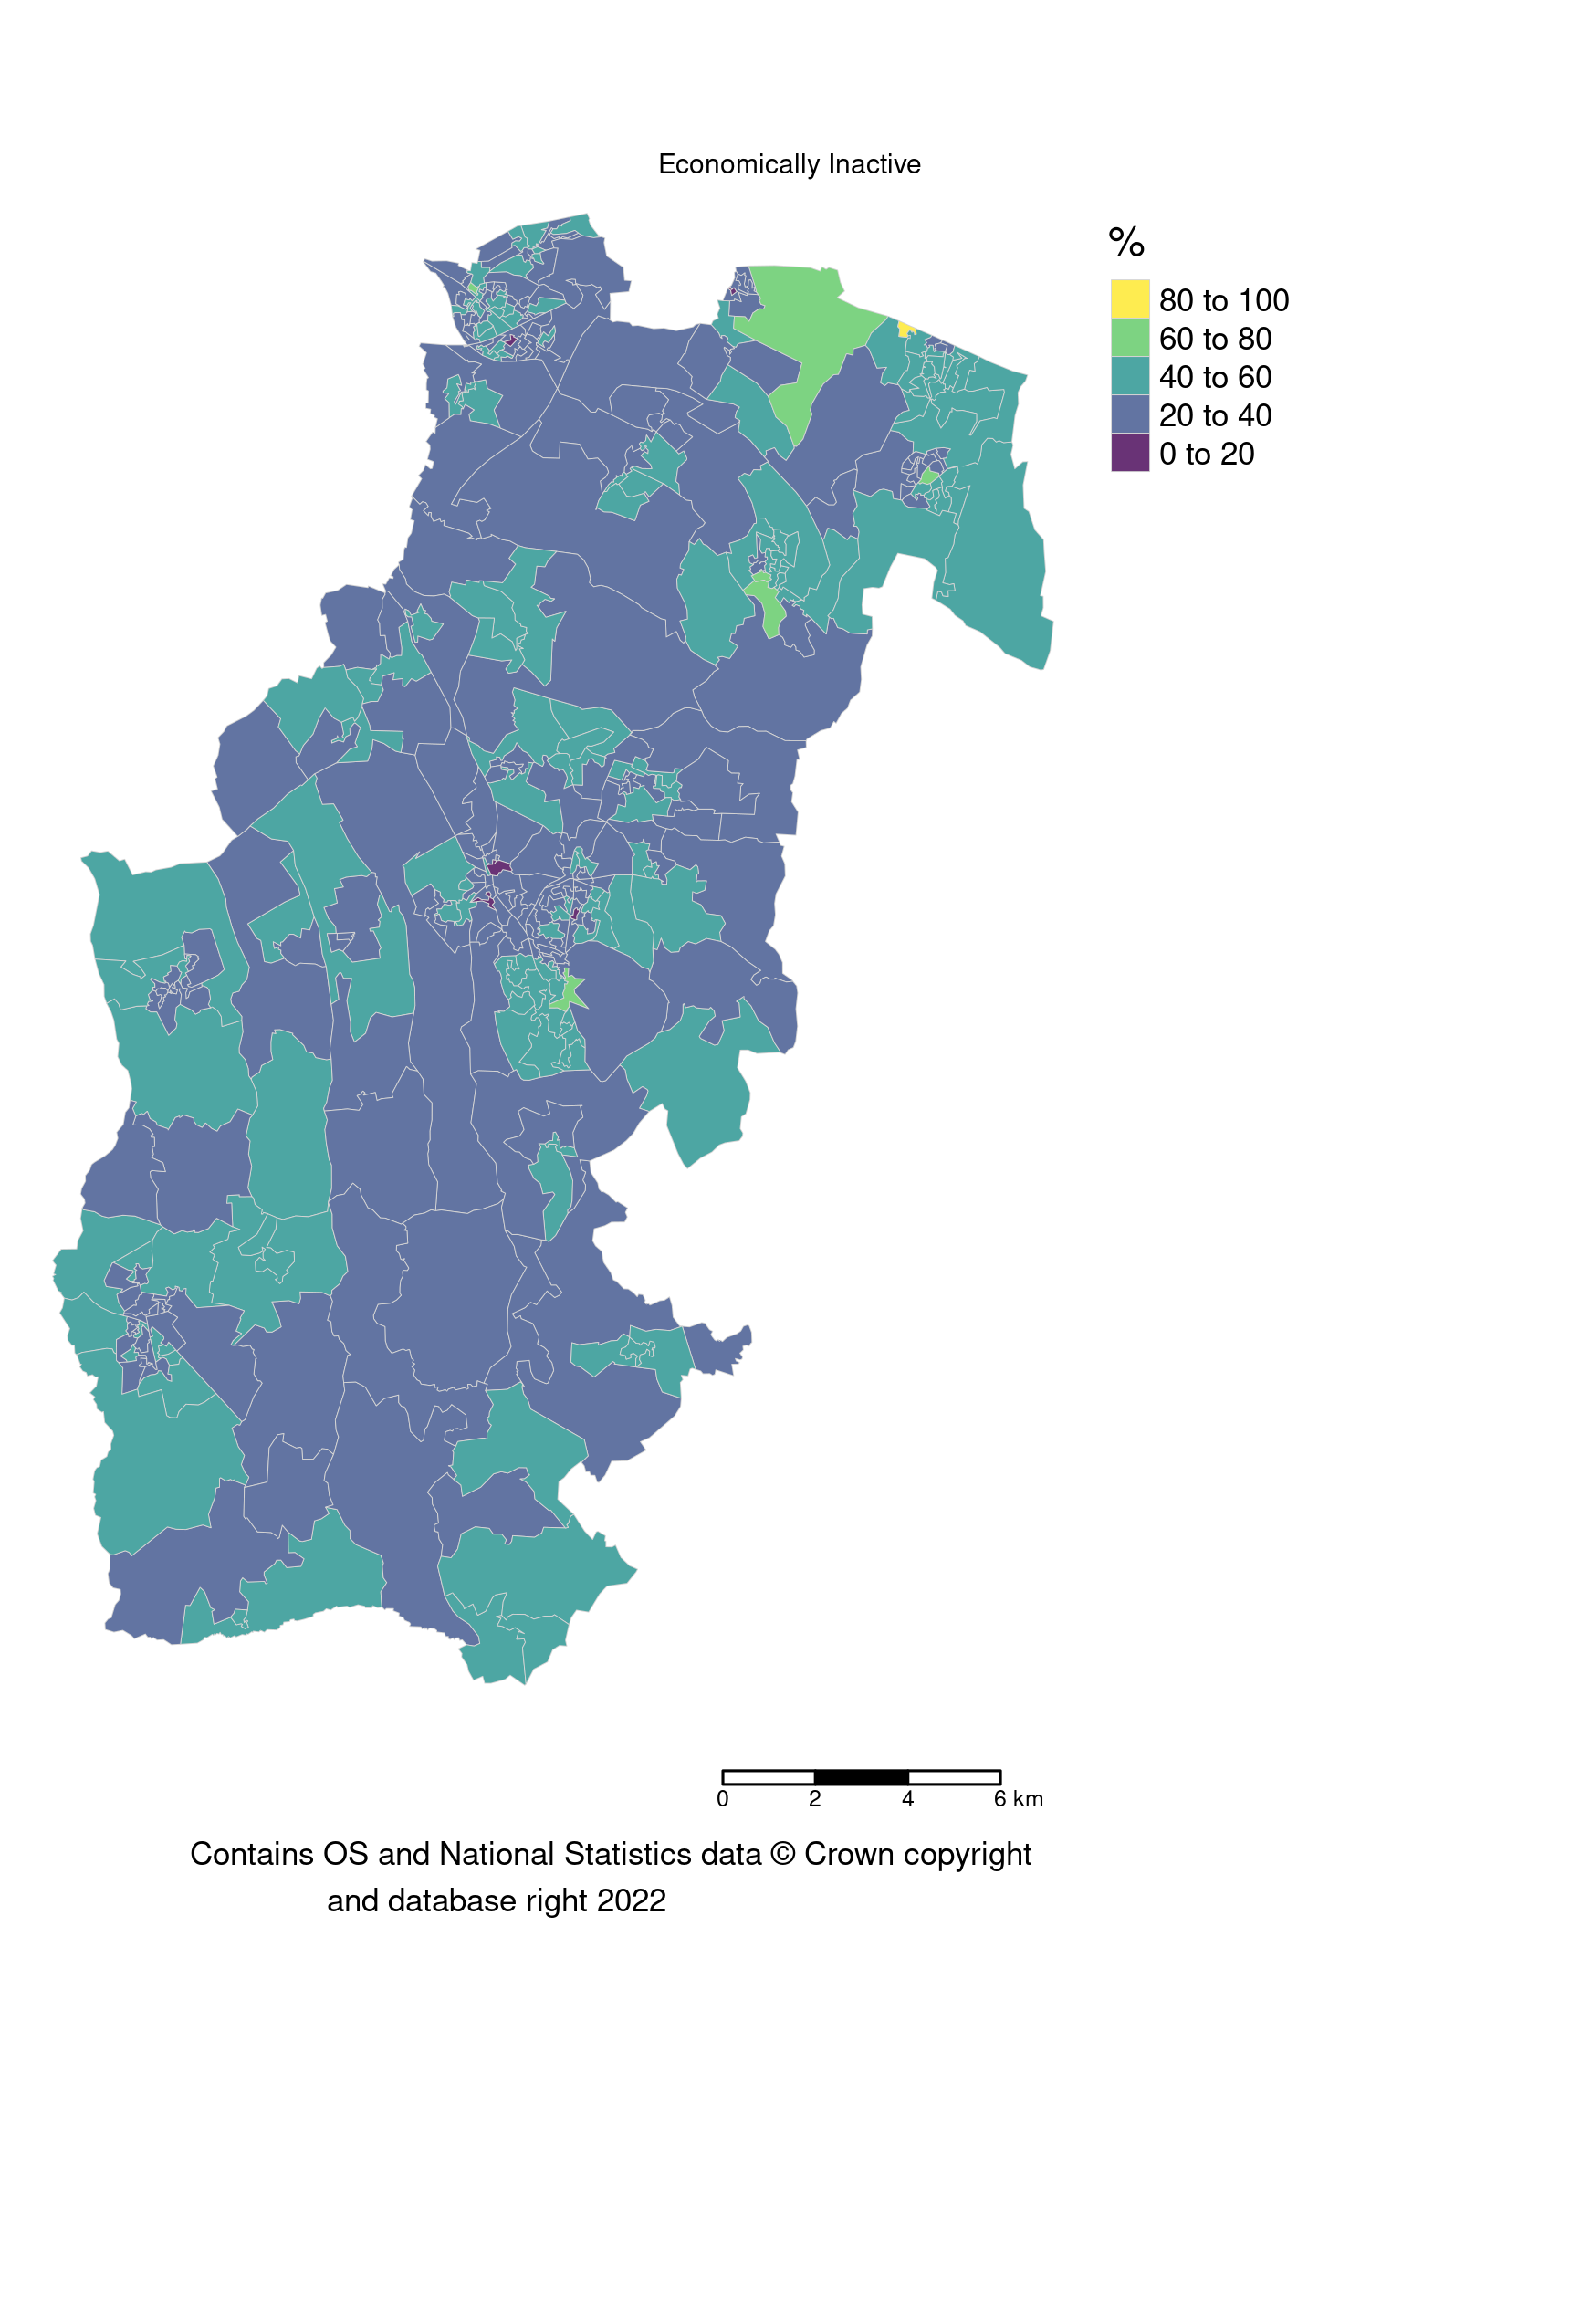 Economically Inactive
%
80 to 100
60 to 80
40 to 60
20 to 40
0 to 20
0 2 4 6 km
Contains OS and National Statistics data © Crown copyright
and database right 2022